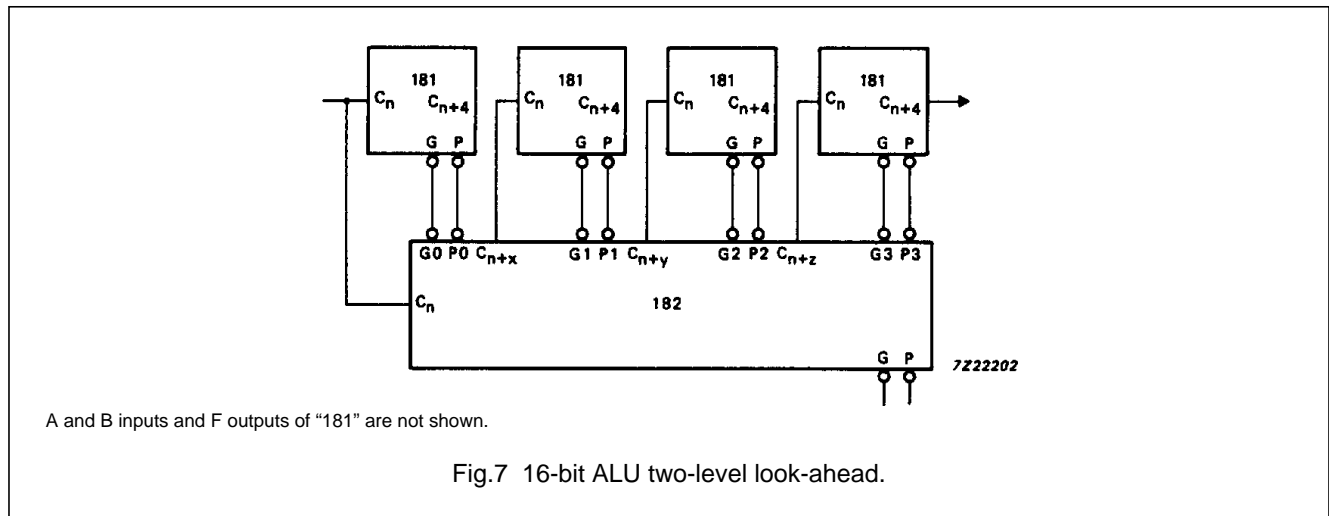 181 181 181 181
Cn Cn+4 Cn Cn+4 Cn Cn+4 Cn Cn+4
G P G P G P G P
G0 P0 Cn+x G1 P1 Cn+y G2 P2 Cn+z G3 P3
Cn 182
G P 7Z22202
A and B inputs and F outputs of “181” are not shown.
Fig.7 16-bit ALU two-level look-ahead.